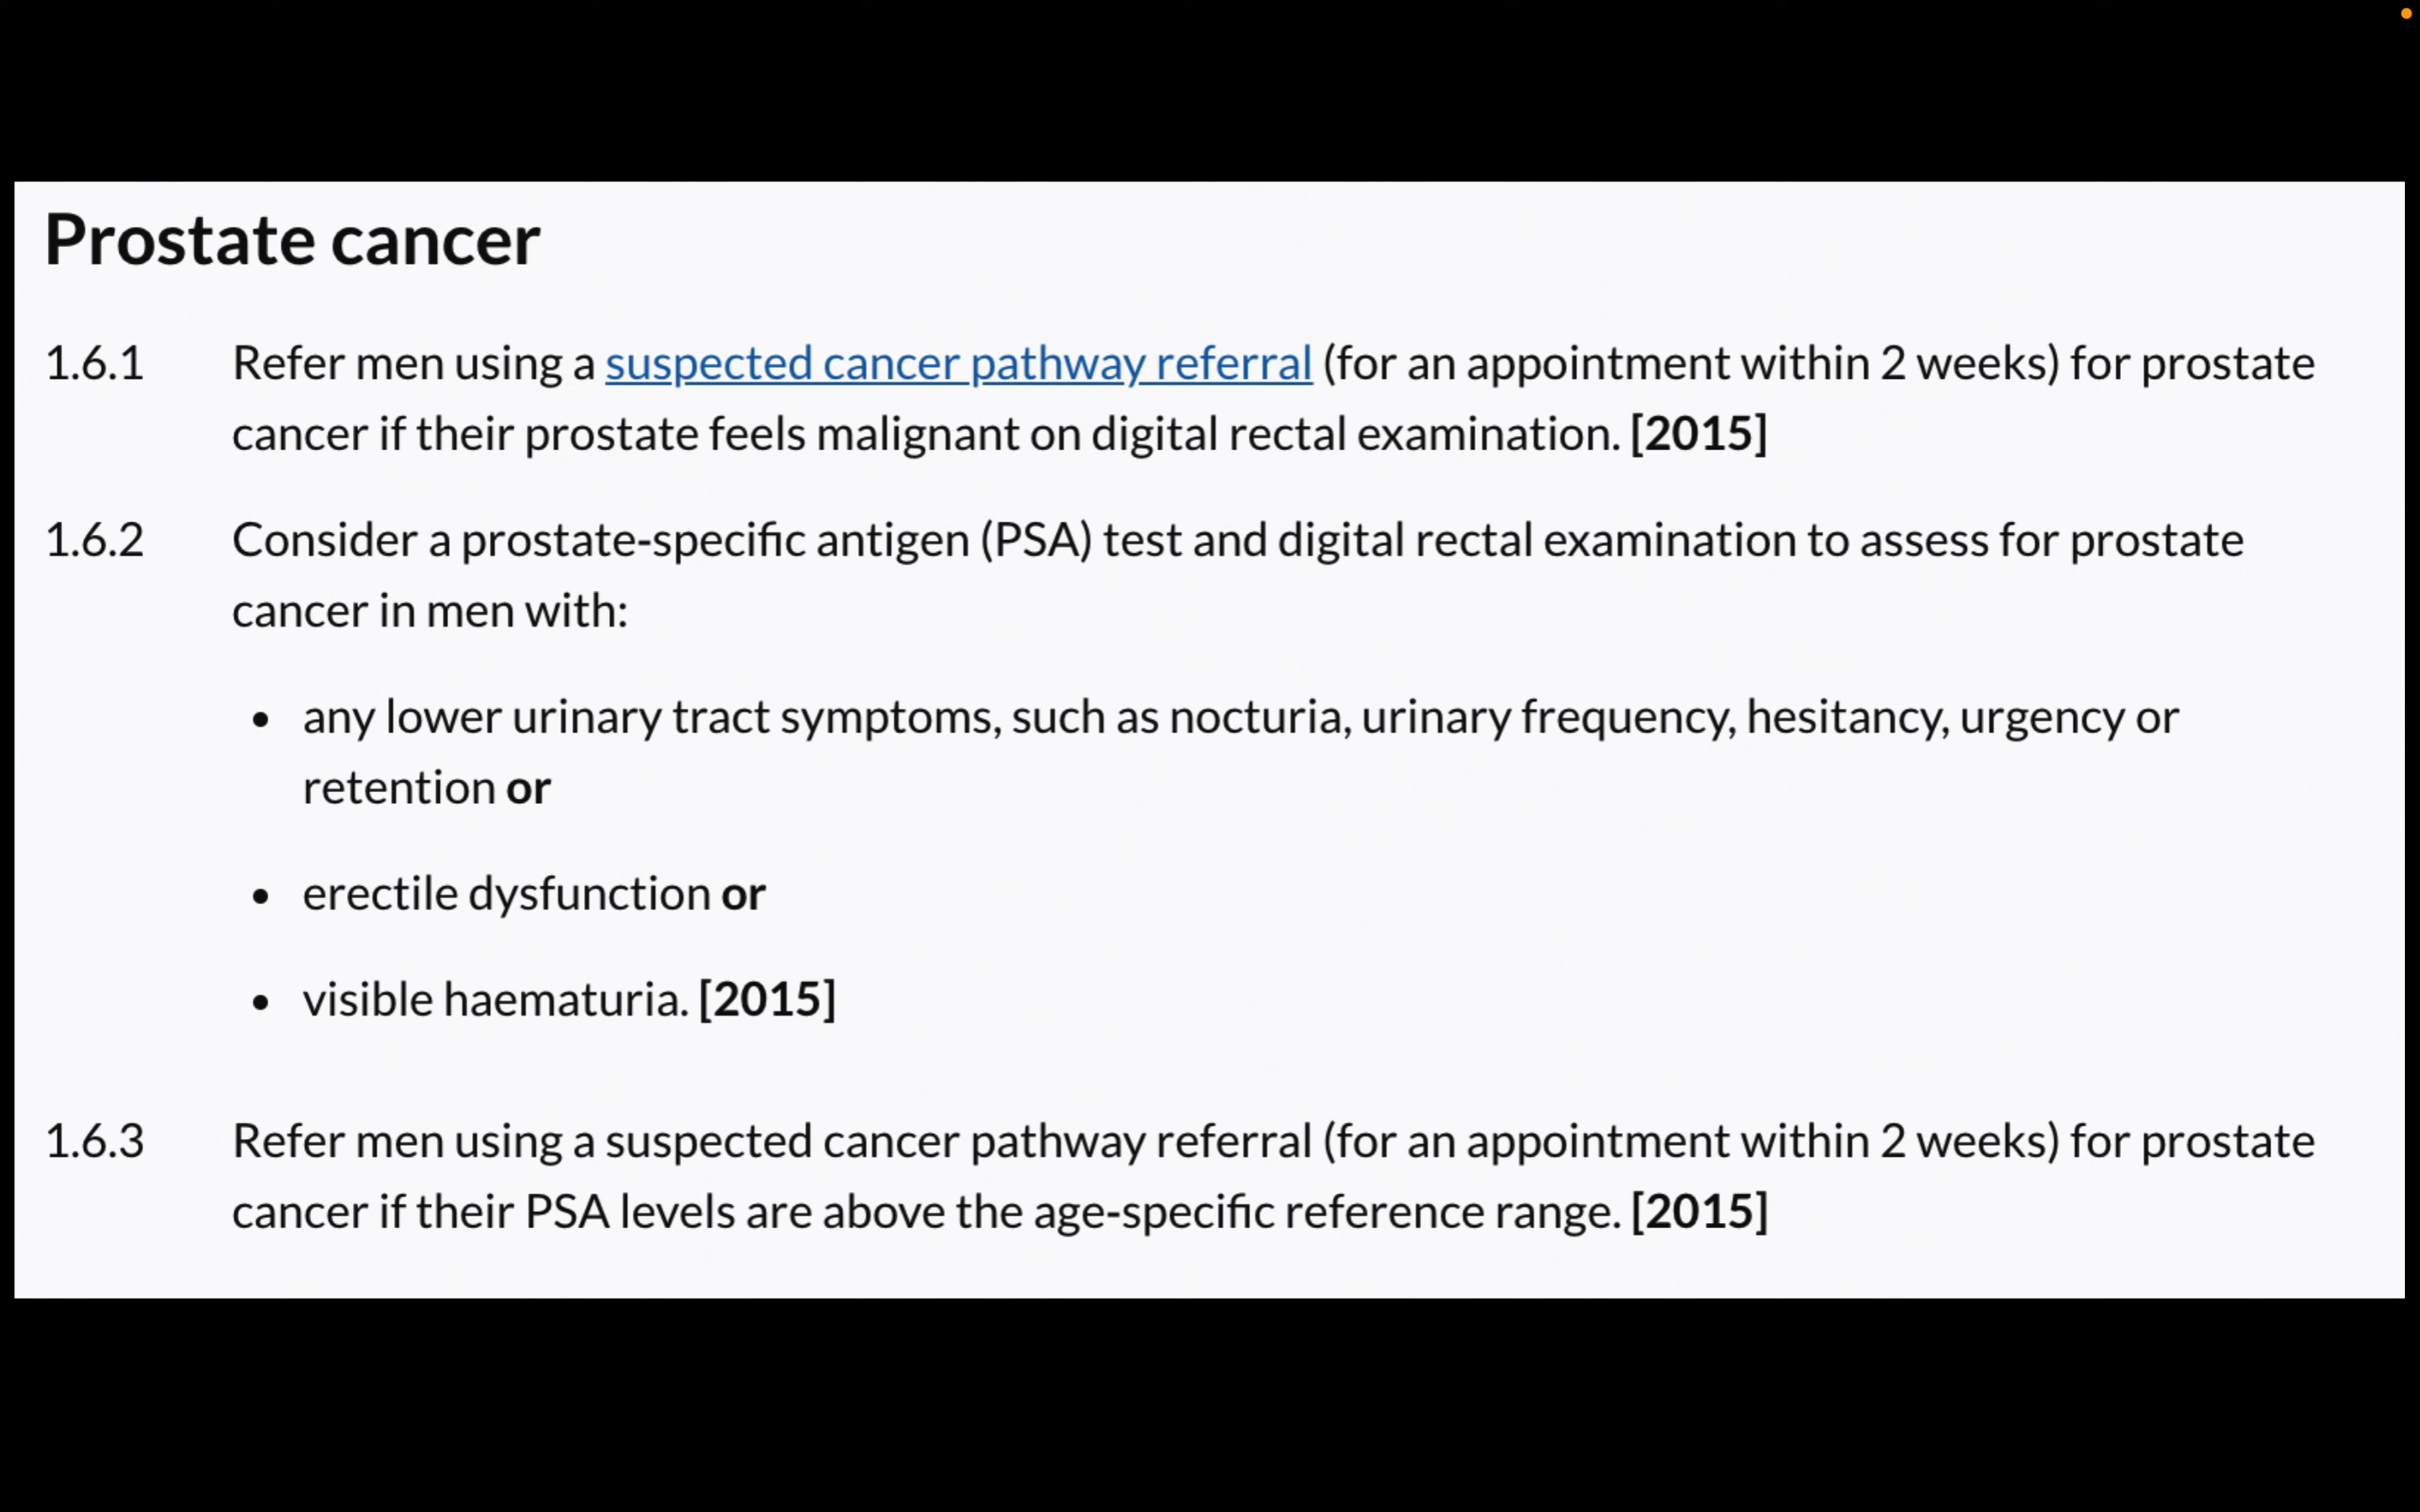 Prostate cancer
1.6.1 Refer men using a suspected cancer pathway referral (for an appointment within 2 weeks) for prostate
cancer if their prostate feels malignant on digital rectal examination. [2015]
1.6.2 Consider a prostate-specific antigen (PSA) test and digital rectal examination to assess for prostate
cancer in men with:
• any lower urinary tract symptoms, such as nocturia, urinary frequency, hesitancy, urgency or
retention or
• erectile dysfunction or
• visible haematuria. [2015]
1.6.3 Refer men using a suspected cancer pathway referral (for an appointment within 2 weeks) for prostate
cancer if their PSA levels are above the age-specific reference range. [2015]